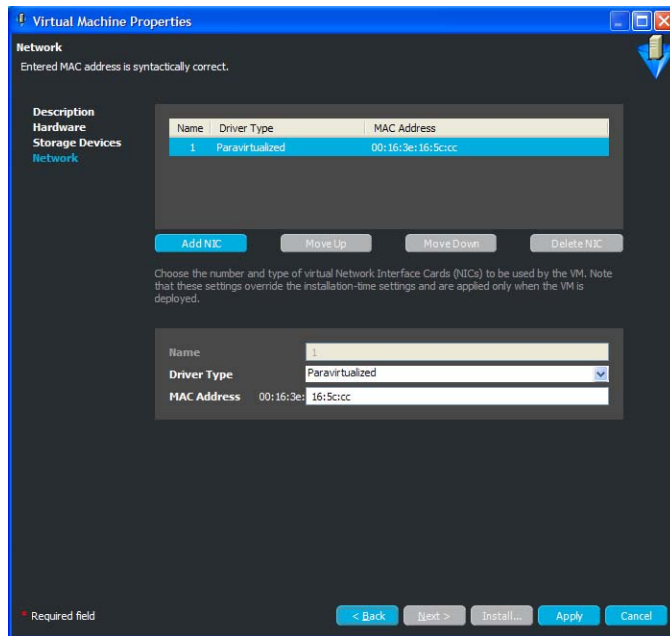 Virtual Machine Properties
Network
Entered MAC address is syntactically correct.
Description
Hardware
Storage Devices
Network
Name Driver Type MAC Address
1 Paravirtualized 00:16:3e:16:5c:cc
Add NIC Move Up Move Down Delete NIC
Choose the number and type of virtual Network Interface Cards (NICs) to be used by the VM. Note
that these settings override the installation-time settings and are applied only when the VM is
deployed.
Name 1
Driver Type Paravirtualized
MAC Address 00:16:3e: 16:5c:cc
* Required field < Back Next > Install... Apply Cancel